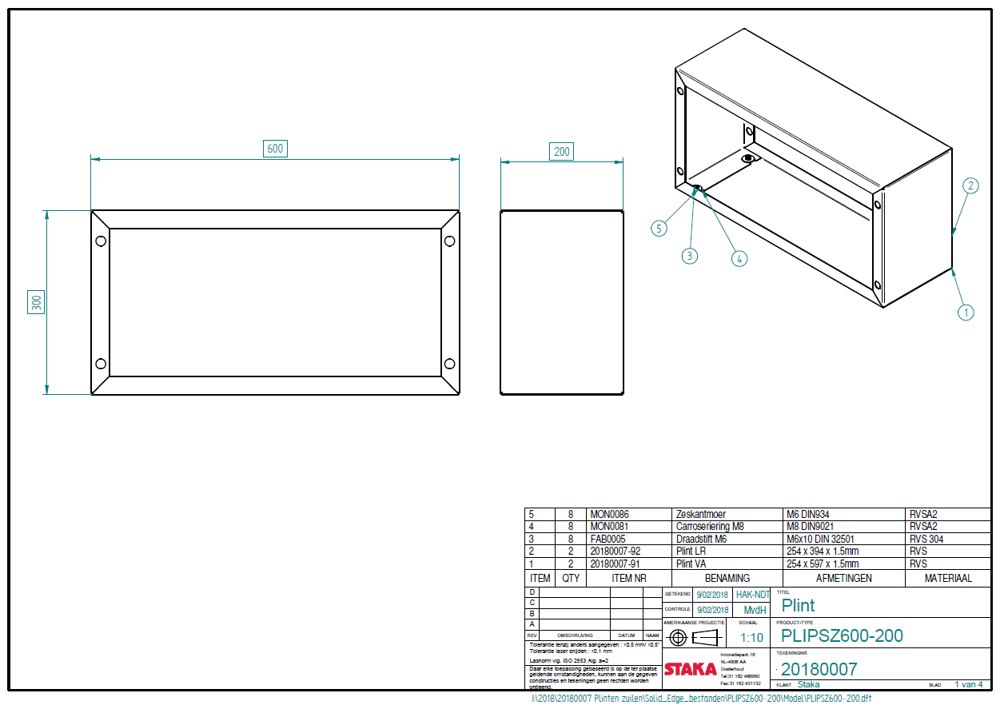 600
200
300
2
5
3
4
1
5 8 MON0086 Zeskantmoer M6 DIN934 RVSA2
4 8 MON0081 Carroseriering M8 M8 DIN9021 RVSA2
3 8 FAB0005 Draadstift M6 M6x10 DIN 32501 RVS 304
2 2 20180007-92 Plint LR 254 x 394 x 1.5mm RVS
1 2 20180007-91 Plint VA 254 x 597 x 1.5mm RVS
ITEM QTY ITEM NR BENAMING AFMETINGEN MATERIAAL
D
C
B
A
REV OMSCHRIJVING DATUM NAAM
Tolerantie tenzij anders aangegeven : ±0.5 mm/ ±0.5°
Tolerantie laser snijden : ±0.1 mm
Lasnorm vlg. ISO 2553 Alg. a=2
Daar elke toepassing gebaseerd is op de ter plaatse
geldende omstandigheden, kunnen aan de gegeven
constructies en tekeningen geen rechten worden
ontleend.
GETEKEND 9/02/2018 HAK-NDT
CONTROLE 9/02/2018 MvdH
AMERIKAANSE PROJECTIE SCHAAL
1:10
STAKA
Innovatiepark 16
NL-4906 AA
Oosterhout
Tel:31 162 468950
Fax:31 162 431132
TITEL
Plint
PRODUCT-TYPE
PLIPSZ600-200
TEKENINGNR.
20180007
KLANT Staka BLAD 1 van 4
I:\2018\20180007 Plinten zuilen\Solid_Edge_bestanden\PLIPSZ600-200\Model\PLIPSZ600-200.dft